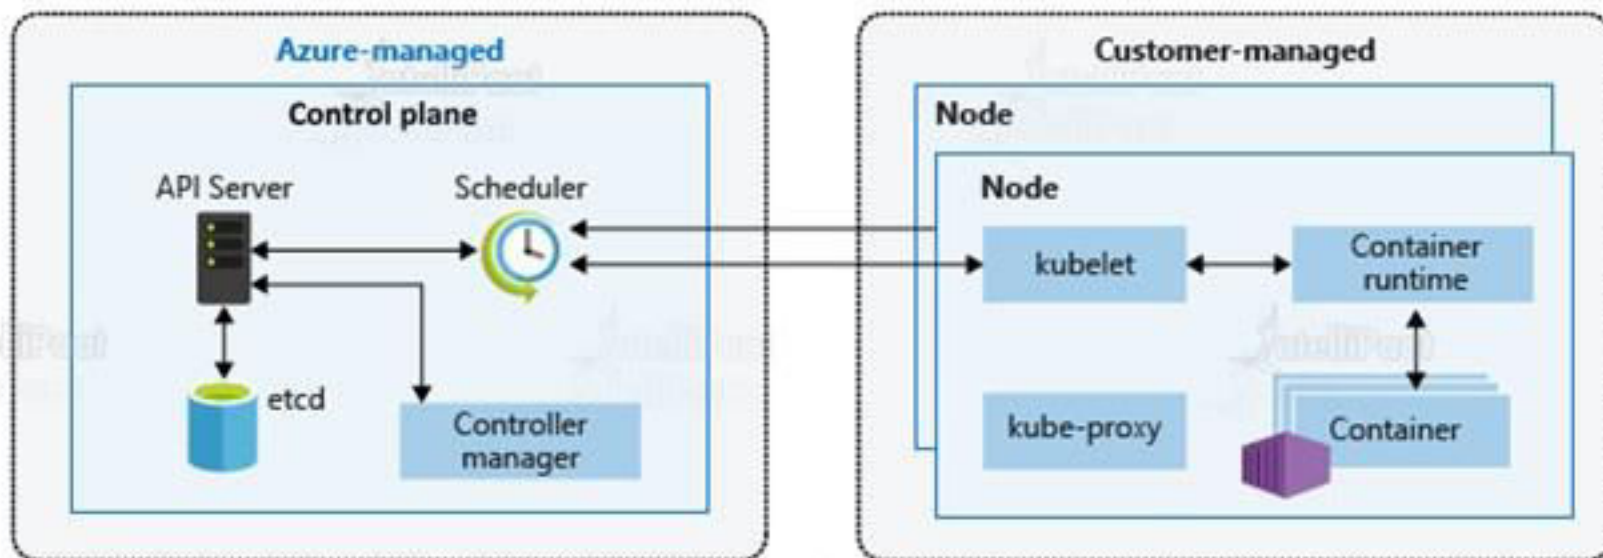 Azure-managed
Control plane
API Server
Scheduler
etcd
Controller
manager
Customer-managed
Node
Node
kubelet
Container
runtime
kube-proxy
Container